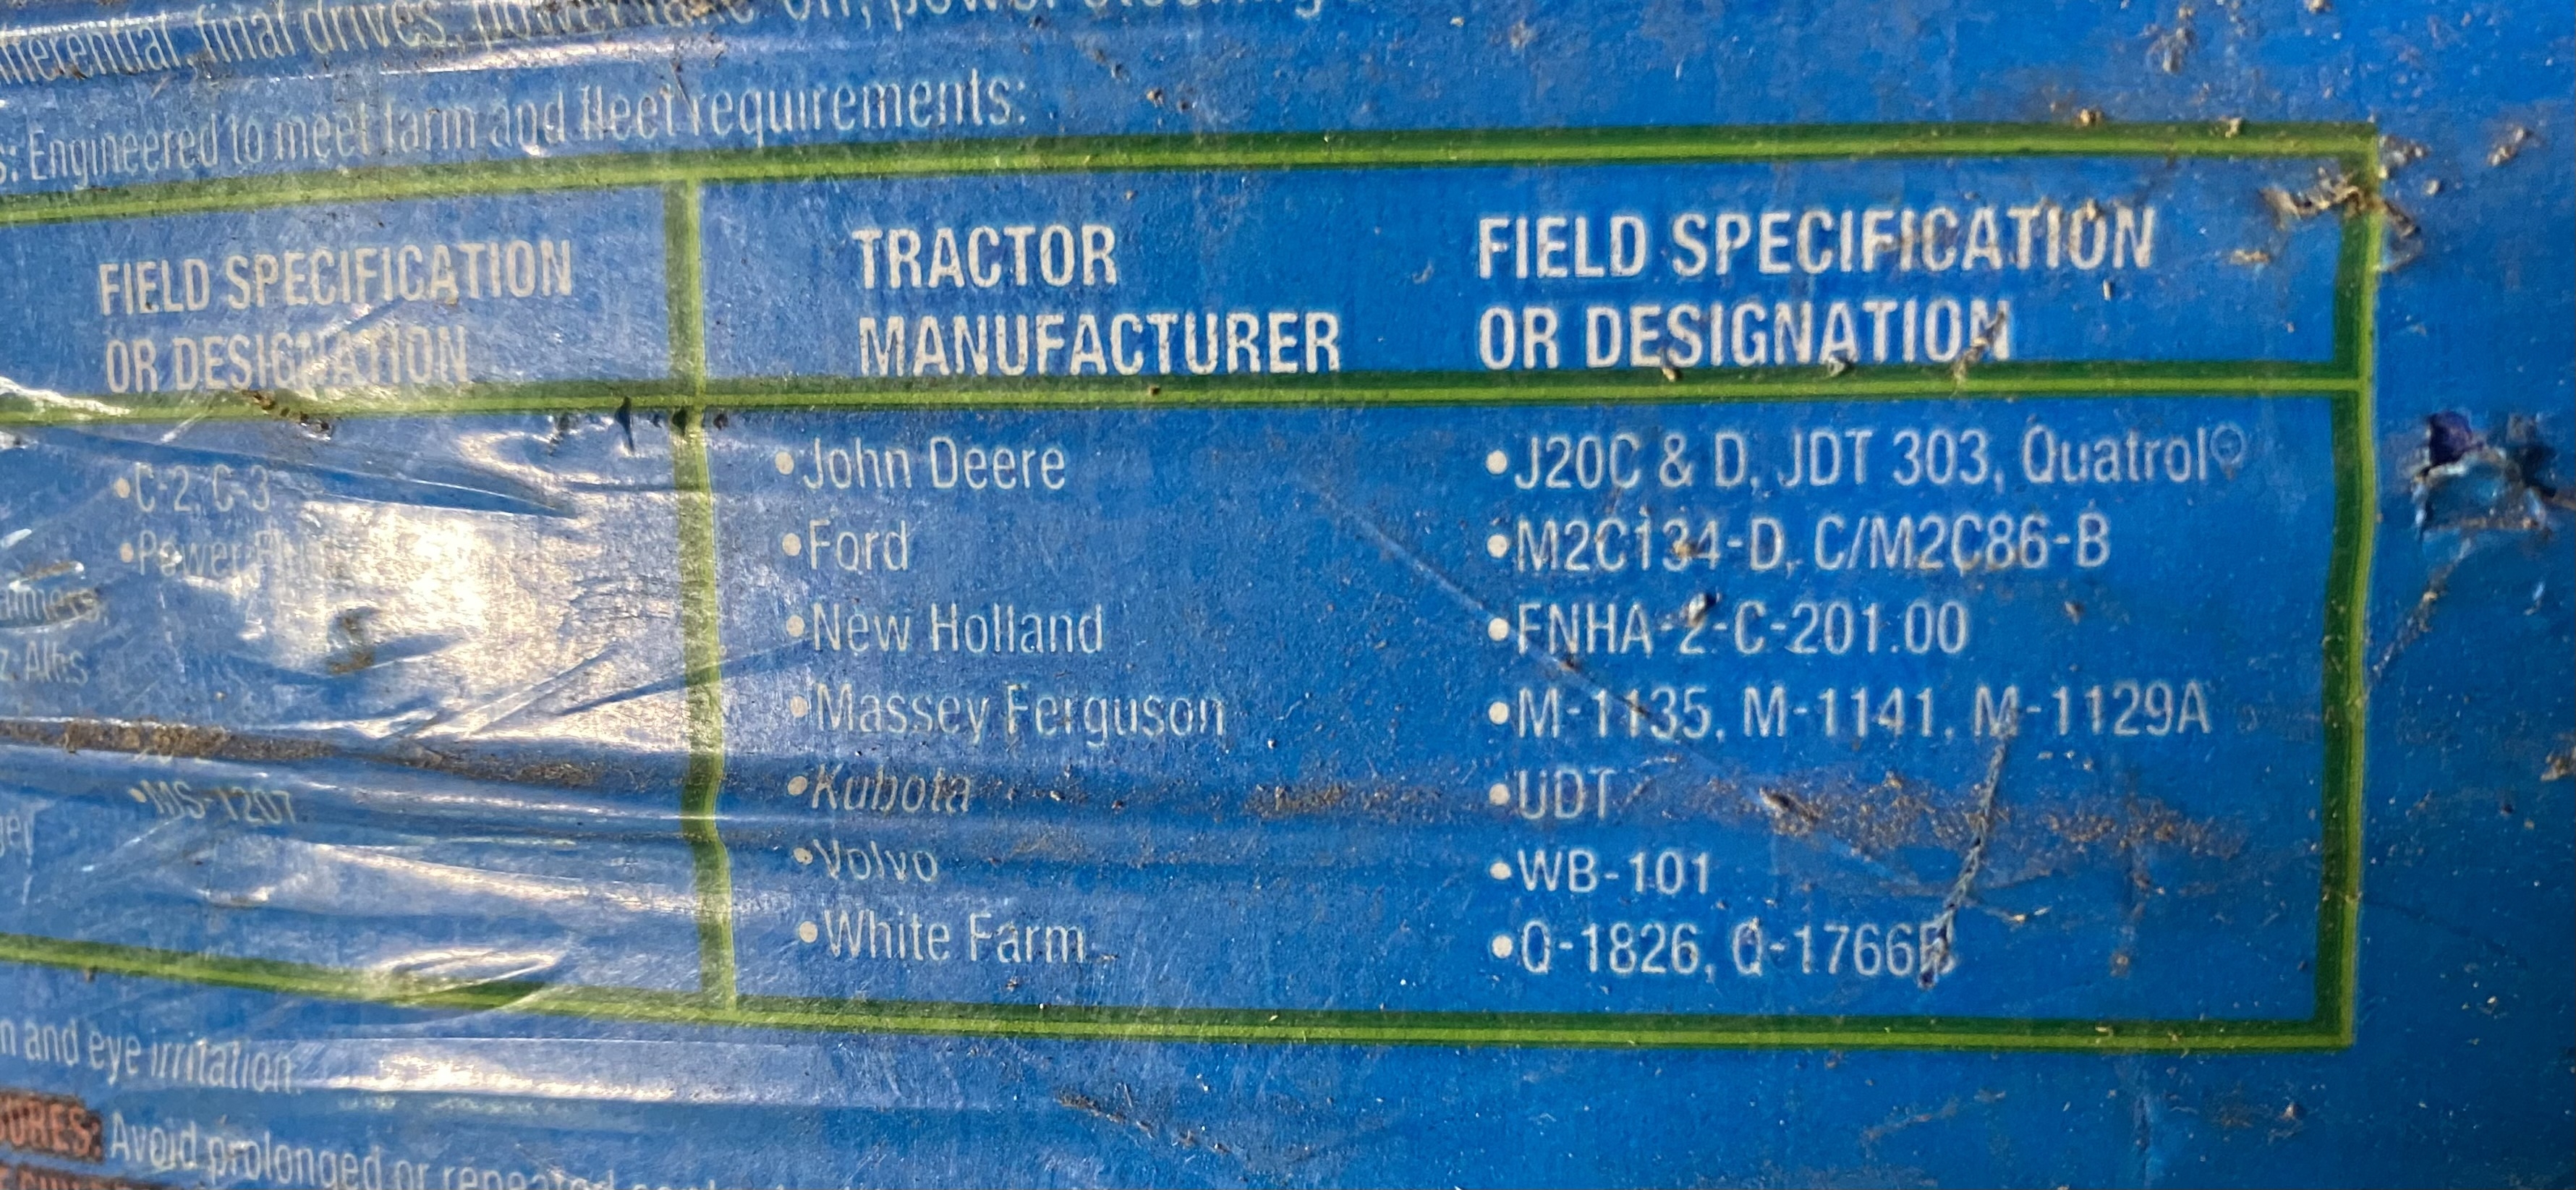 final drives, power
Engineered to meet farm and fleet requirements:
FIELD SPECIFICATION
OR DESIGNATION
TRACTOR
MANUFACTURER
FIELD SPECIFICATION
OR DESIGNATION
•C-2, C-3
•Power
•MS-1207
•John Deere •J20C & D, JDT 303, Quatrol®
•Ford •M2C134-D, C/M2C86-B
•New Holland •FNHA-2-C-201.00
•Massey Ferguson •M-1135, M-1141, M-1129A
•Kubota •UDT
•Volvo •WB-101
•White Farm •Q-1826, Q-1766B
and eye irritation.
Avoid prolonged or